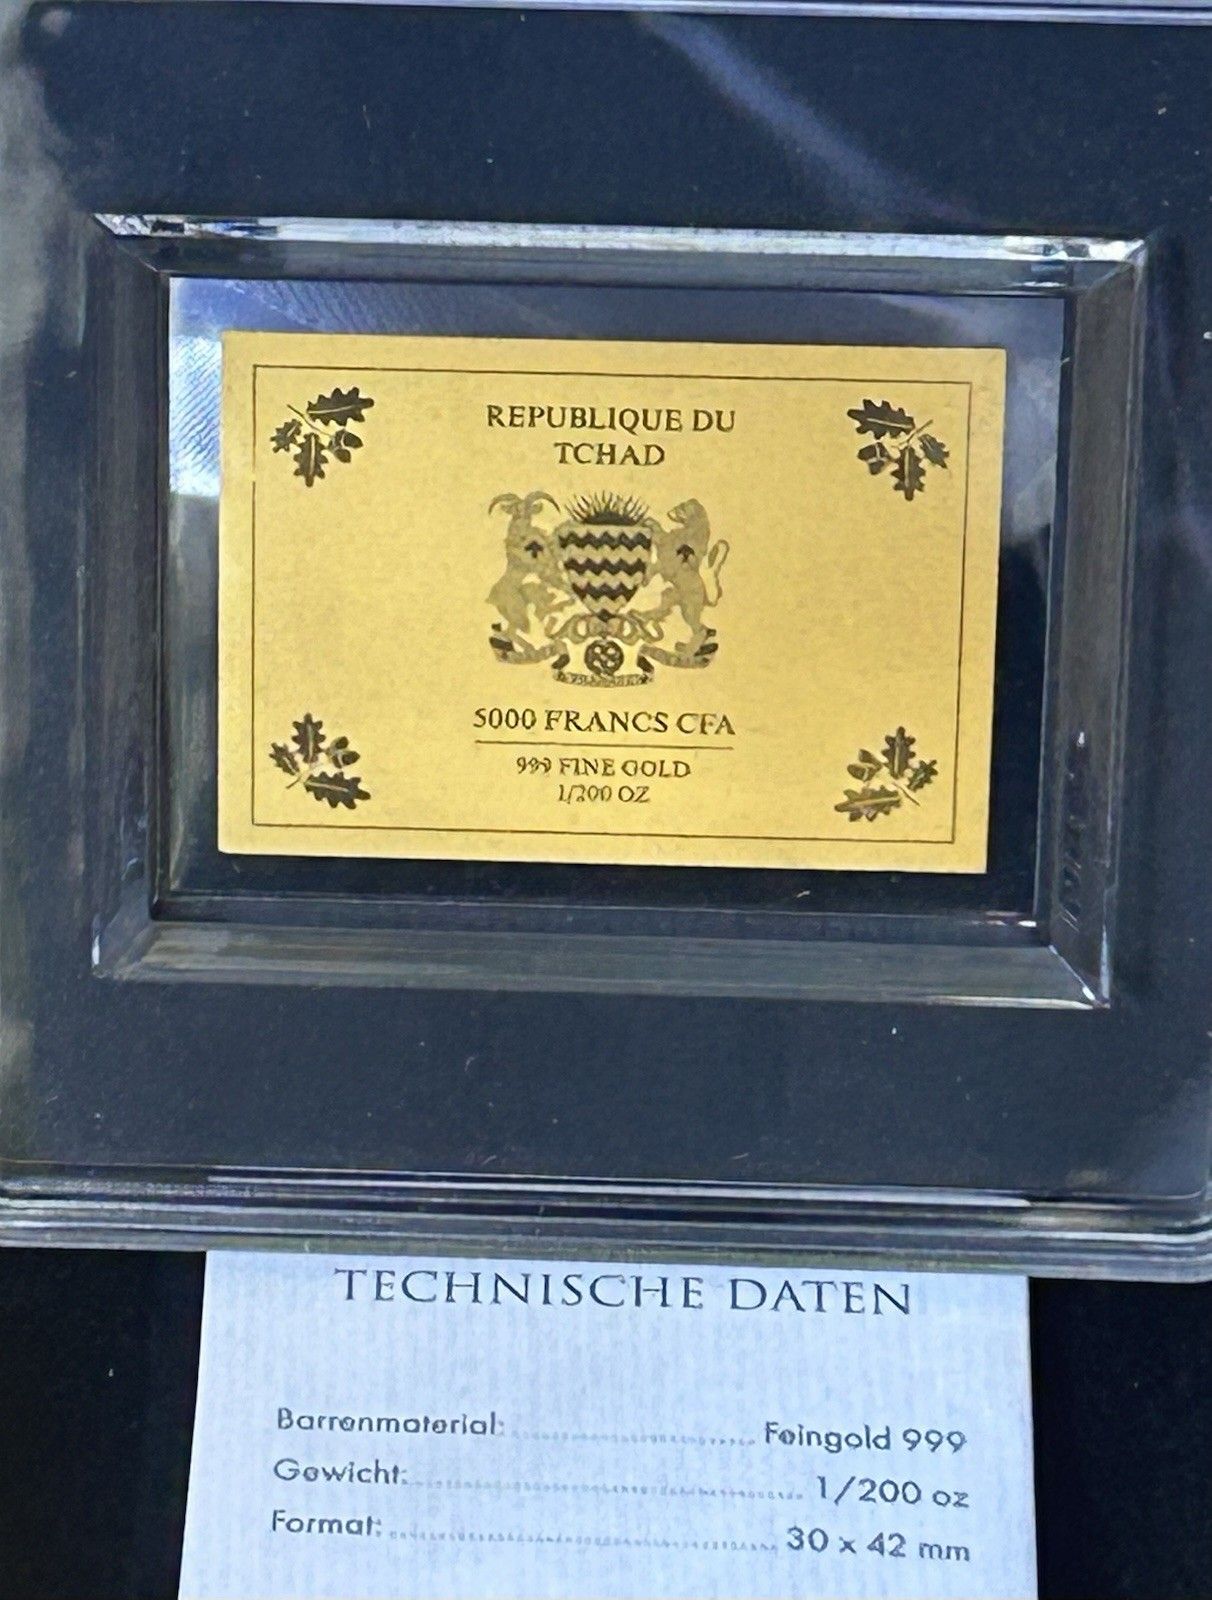 REPUBLIQUE DU
TCHAD
5000 FRANCS CFA
999 FINE GOLD
1/200 OZ
TECHNISCHE DATEN
Barrenmaterial: Feingold 999
Gewicht: 1/200 oz
Format: 30 x 42 mm